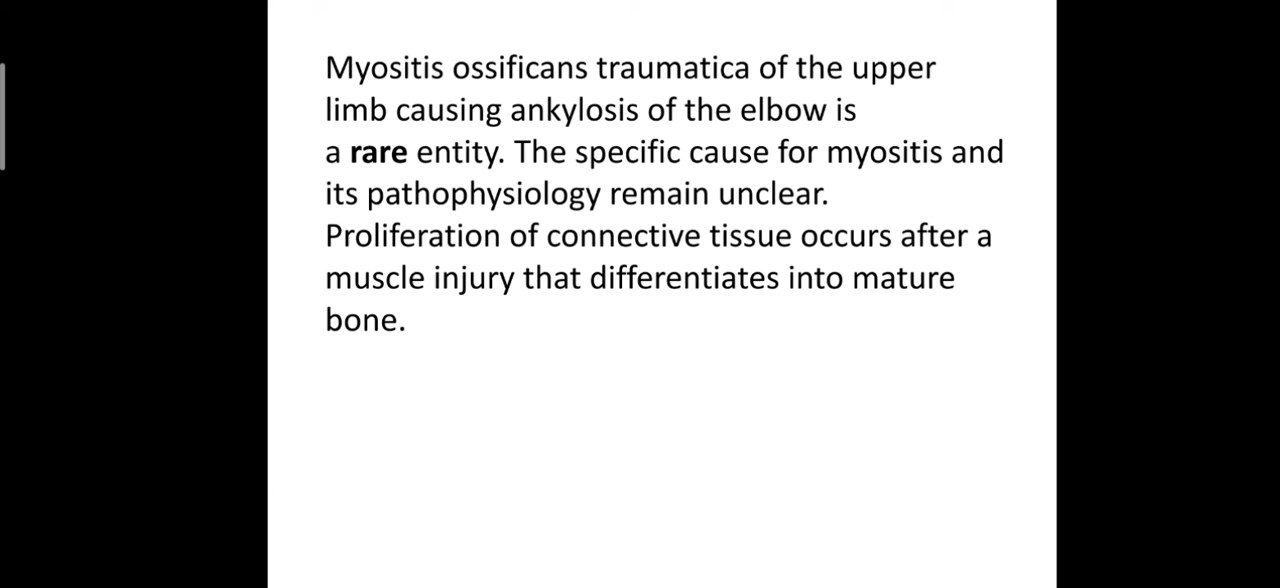 Myositis ossificans traumatica of the upper
limb causing ankylosis of the elbow is
a rare entity. The specific cause for myositis and
its pathophysiology remain unclear.
Proliferation of connective tissue occurs after a
muscle injury that differentiates into mature
bone.